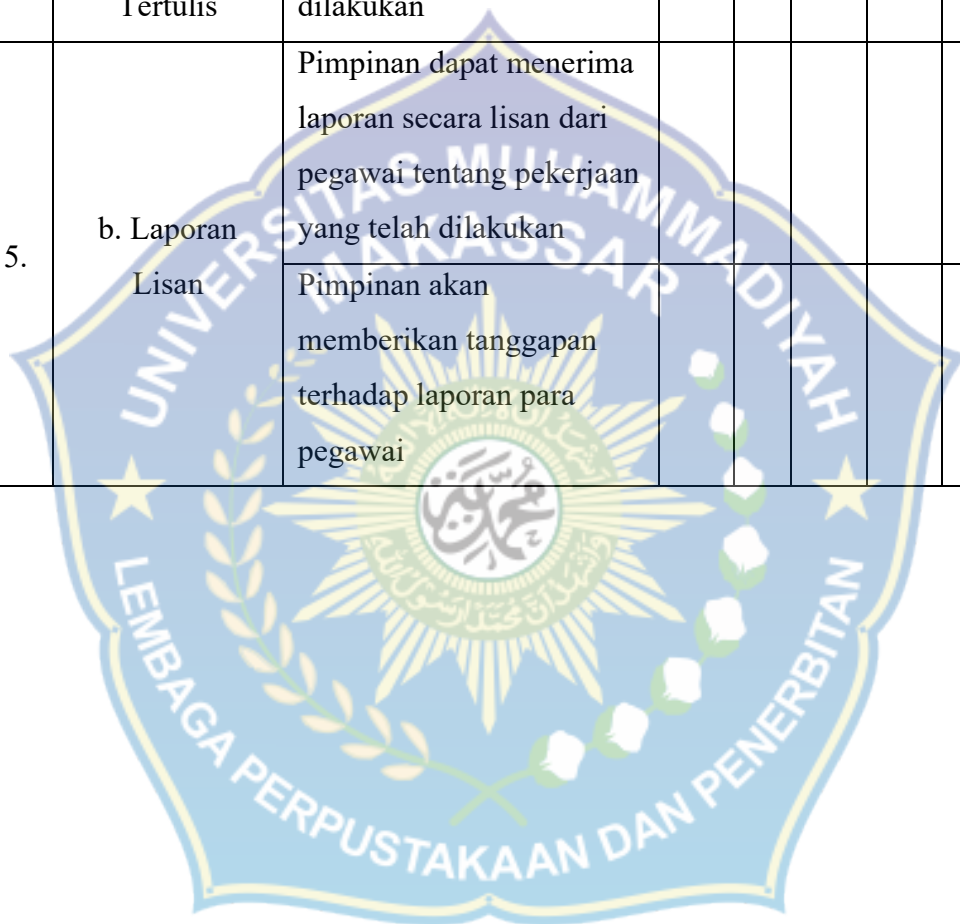 Tertulis
dilakukan
5.
b. Laporan
Lisan
Pimpinan dapat menerima
laporan secara lisan dari
pegawai tentang pekerjaan
yang telah dilakukan
Pimpinan akan
memberikan tanggapan
terhadap laporan para
pegawai
UNIVERSITAS MUHAMMADIYAH
MAKASSAR
LEMBAGA PERPUSTAKAAN DAN PENERBITAN